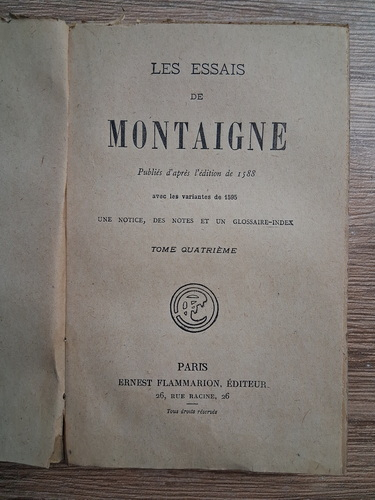 LES ESSAIS
DE
MONTAIGNE
Publiés d'après l'édition de 1588
avec les variantes de 1595
UNE NOTICE, DES NOTES ET UN GLOSSAIRE-INDEX
TOME QUATRIÈME
PARIS
ERNEST FLAMMARION, ÉDITEUR
26, RUE RACINE, 26
Tous droits réservés